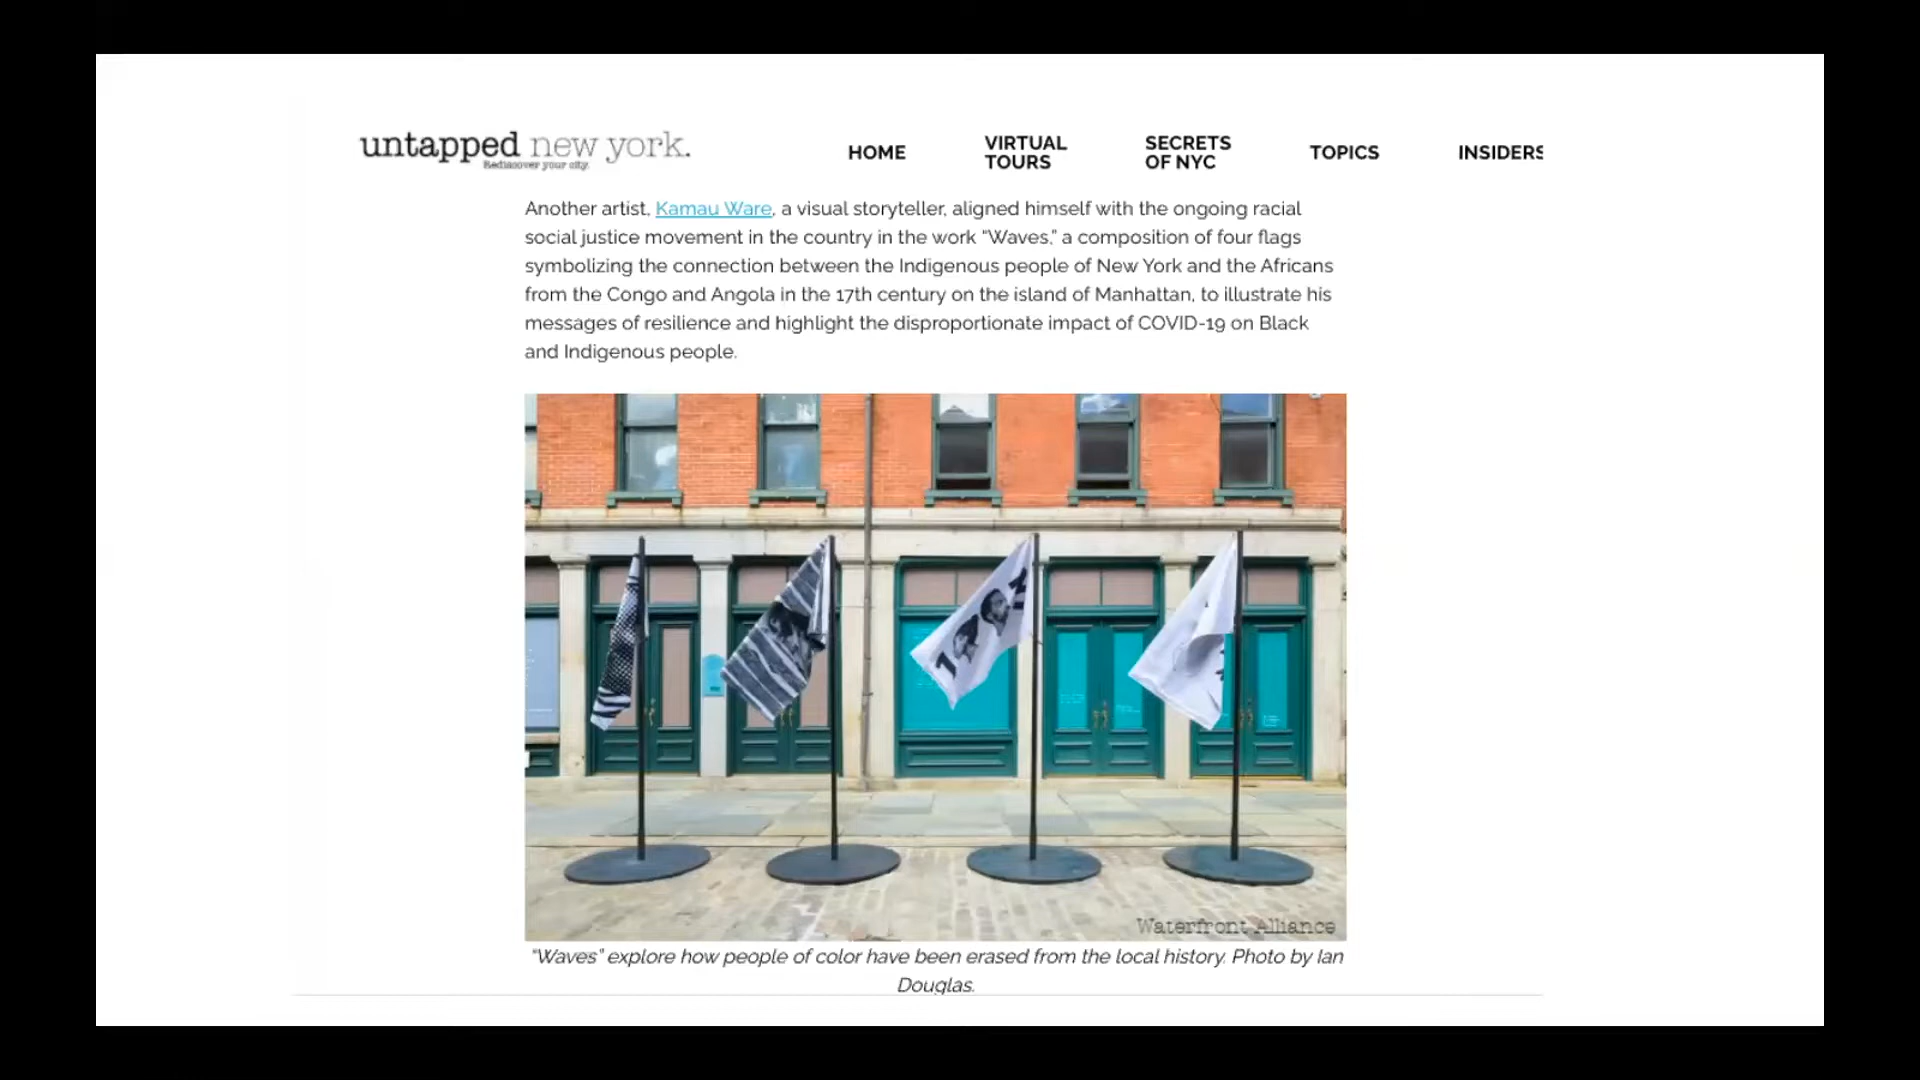 untapped new york.
Rediscover your city.
HOME
VIRTUAL
TOURS
SECRETS
OF NYC
TOPICS
INSIDERS
Another artist, Kamau Ware, a visual storyteller, aligned himself with the ongoing racial
social justice movement in the country in the work “Waves,” a composition of four flags
symbolizing the connection between the Indigenous people of New York and the Africans
from the Congo and Angola in the 17th century on the island of Manhattan, to illustrate his
messages of resilience and highlight the disproportionate impact of COVID-19 on Black
and Indigenous people.
Waterfront Alliance
“Waves” explore how people of color have been erased from the local history. Photo by Ian
Douglas.